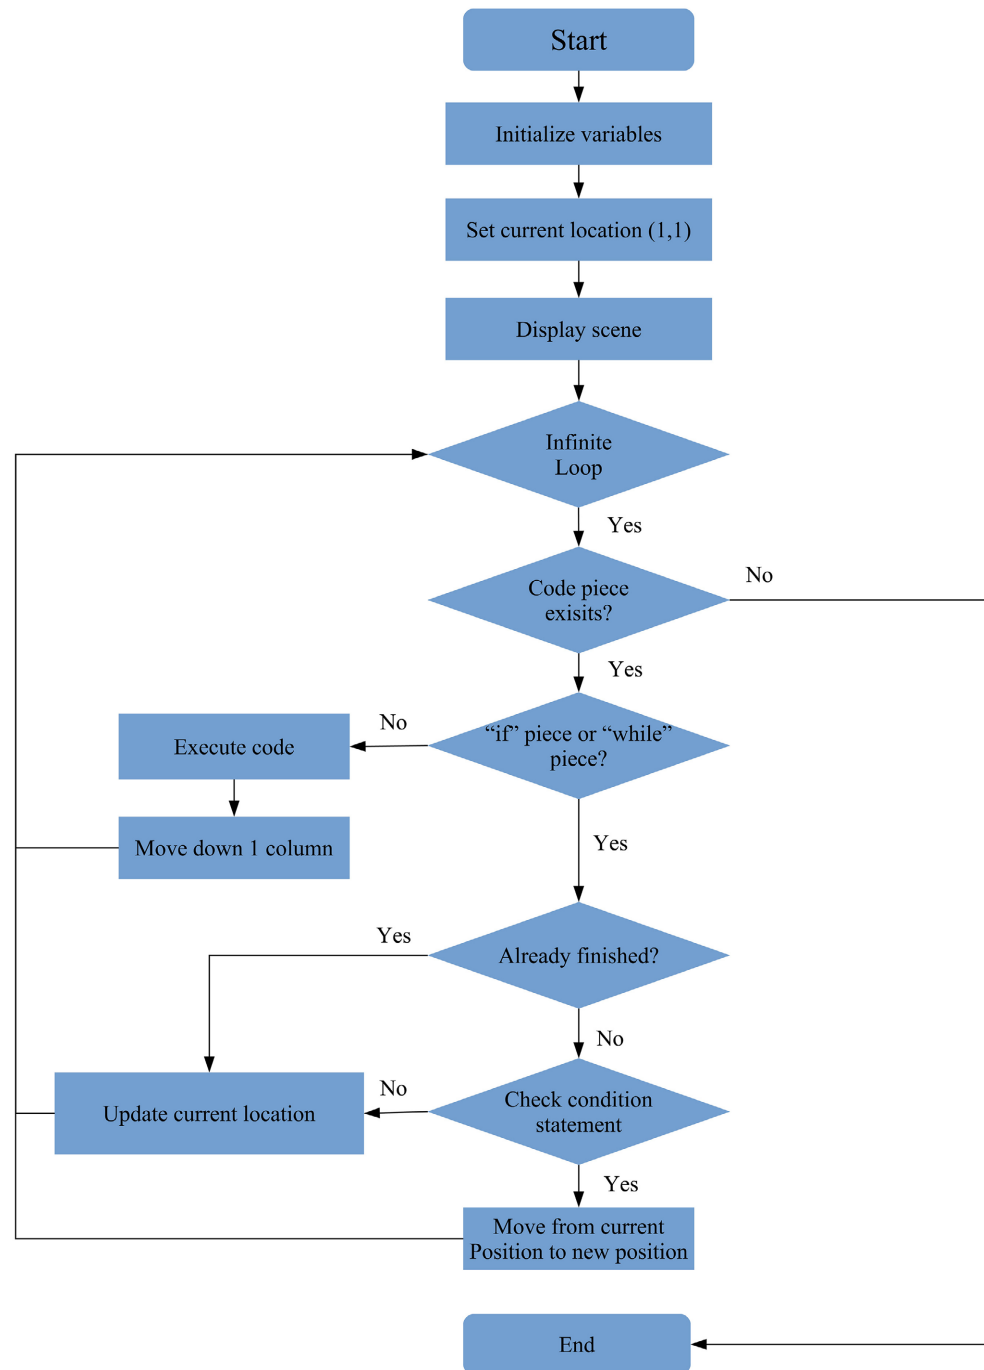 Start
Initialize variables
Set current location (1,1)
Display scene
Infinite
Loop
Yes
Code piece
exisits?
No
Yes
“if” piece or “while”
piece?
No
Execute code
Move down 1 column
Yes
Already finished?
Yes
No
Check condition
statement
No
Update current location
Yes
Move from current
Position to new position
End